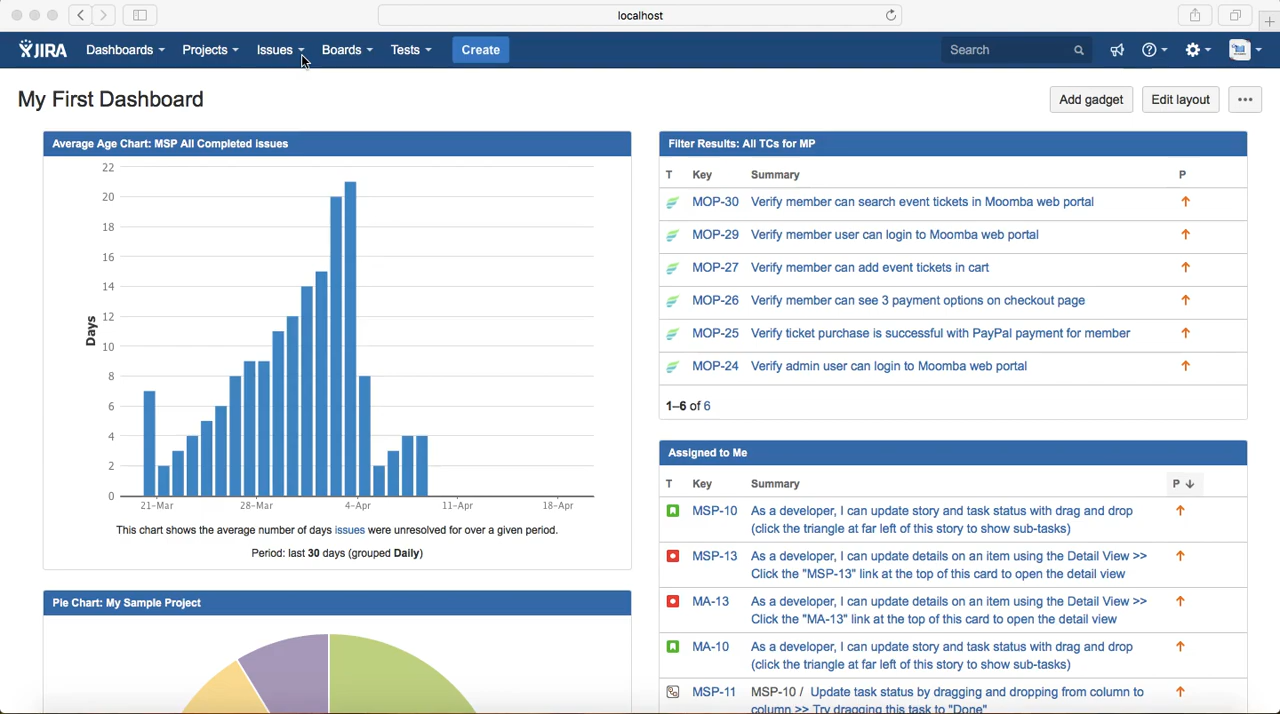 localhost
JIRA Dashboards Projects Issues Boards Tests Create Search
My First Dashboard
Add gadget Edit layout
Average Age Chart: MSP All Completed issues
22
20
18
16
14
12
10
8
6
4
2
0
Days
21-Mar 28-Mar 4-Apr 11-Apr 18-Apr
This chart shows the average number of days issues were unresolved for over a given period.
Period: last 30 days (grouped Daily)
Pie Chart: My Sample Project
Filter Results: All TCs for MP
T Key Summary P
MOP-30 Verify member can search event tickets in Moomba web portal
MOP-29 Verify member user can login to Moomba web portal
MOP-27 Verify member can add event tickets in cart
MOP-26 Verify member can see 3 payment options on checkout page
MOP-25 Verify ticket purchase is successful with PayPal payment for member
MOP-24 Verify admin user can login to Moomba web portal
1–6 of 6
Assigned to Me
T Key Summary P
MSP-10 As a developer, I can update story and task status with drag and drop
(click the triangle at far left of this story to show sub-tasks)
MSP-13 As a developer, I can update details on an item using the Detail View >>
Click the "MSP-13" link at the top of this card to open the detail view
MA-13 As a developer, I can update details on an item using the Detail View >>
Click the "MA-13" link at the top of this card to open the detail view
MA-10 As a developer, I can update story and task status with drag and drop
(click the triangle at far left of this story to show sub-tasks)
MSP-11 MSP-10 / Update task status by dragging and dropping from column to
column >> Try dragging this task to "Done"